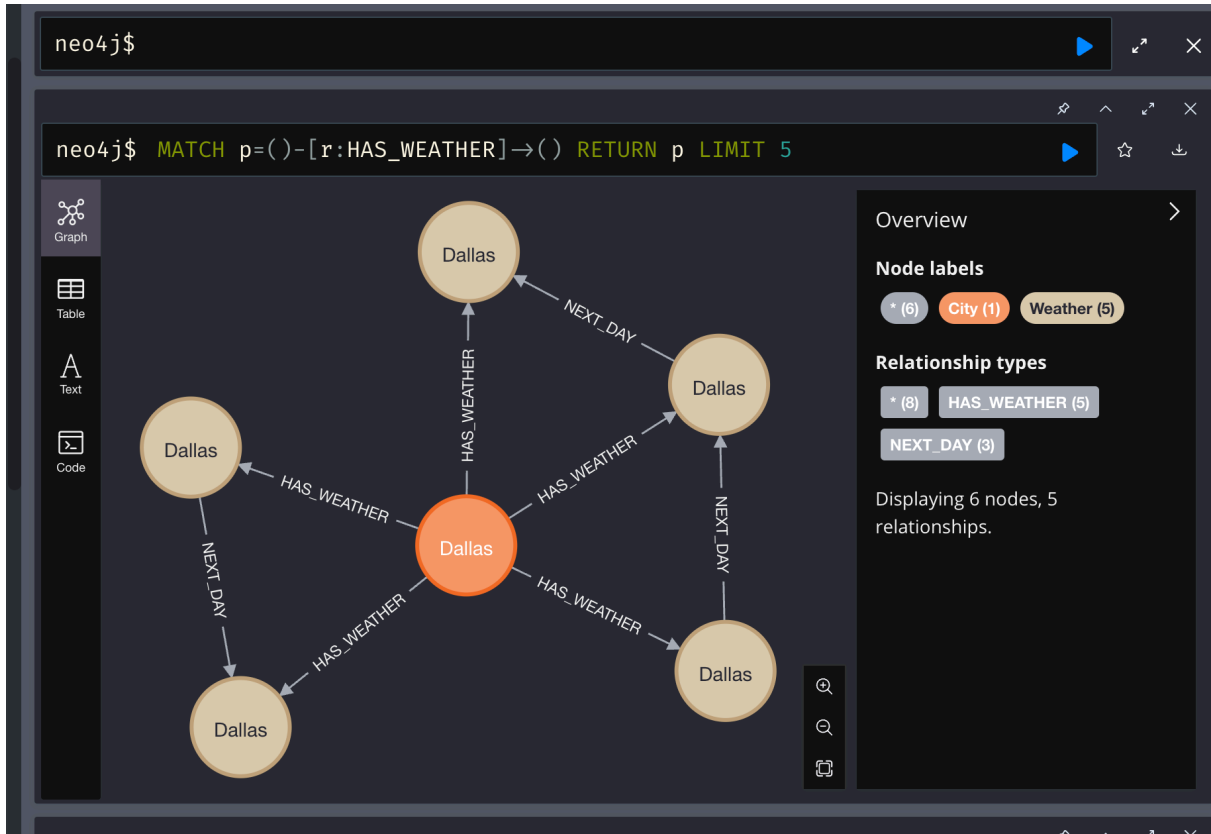 neo4j$
neo4j$ MATCH p=()-[r:HAS_WEATHER]→() RETURN p LIMIT 5
Graph
Table
Text
Code
Dallas
NEXT_DAY
Dallas
HAS_WEATHER
Dallas
HAS_WEATHER
HAS_WEATHER
NEXT_DAY
Dallas
NEXT_DAY
HAS_WEATHER
HAS_WEATHER
Dallas
Dallas
Overview
Node labels
* (6) City (1) Weather (5)
Relationship types
* (8) HAS_WEATHER (5)
NEXT_DAY (3)
Displaying 6 nodes, 5
relationships.